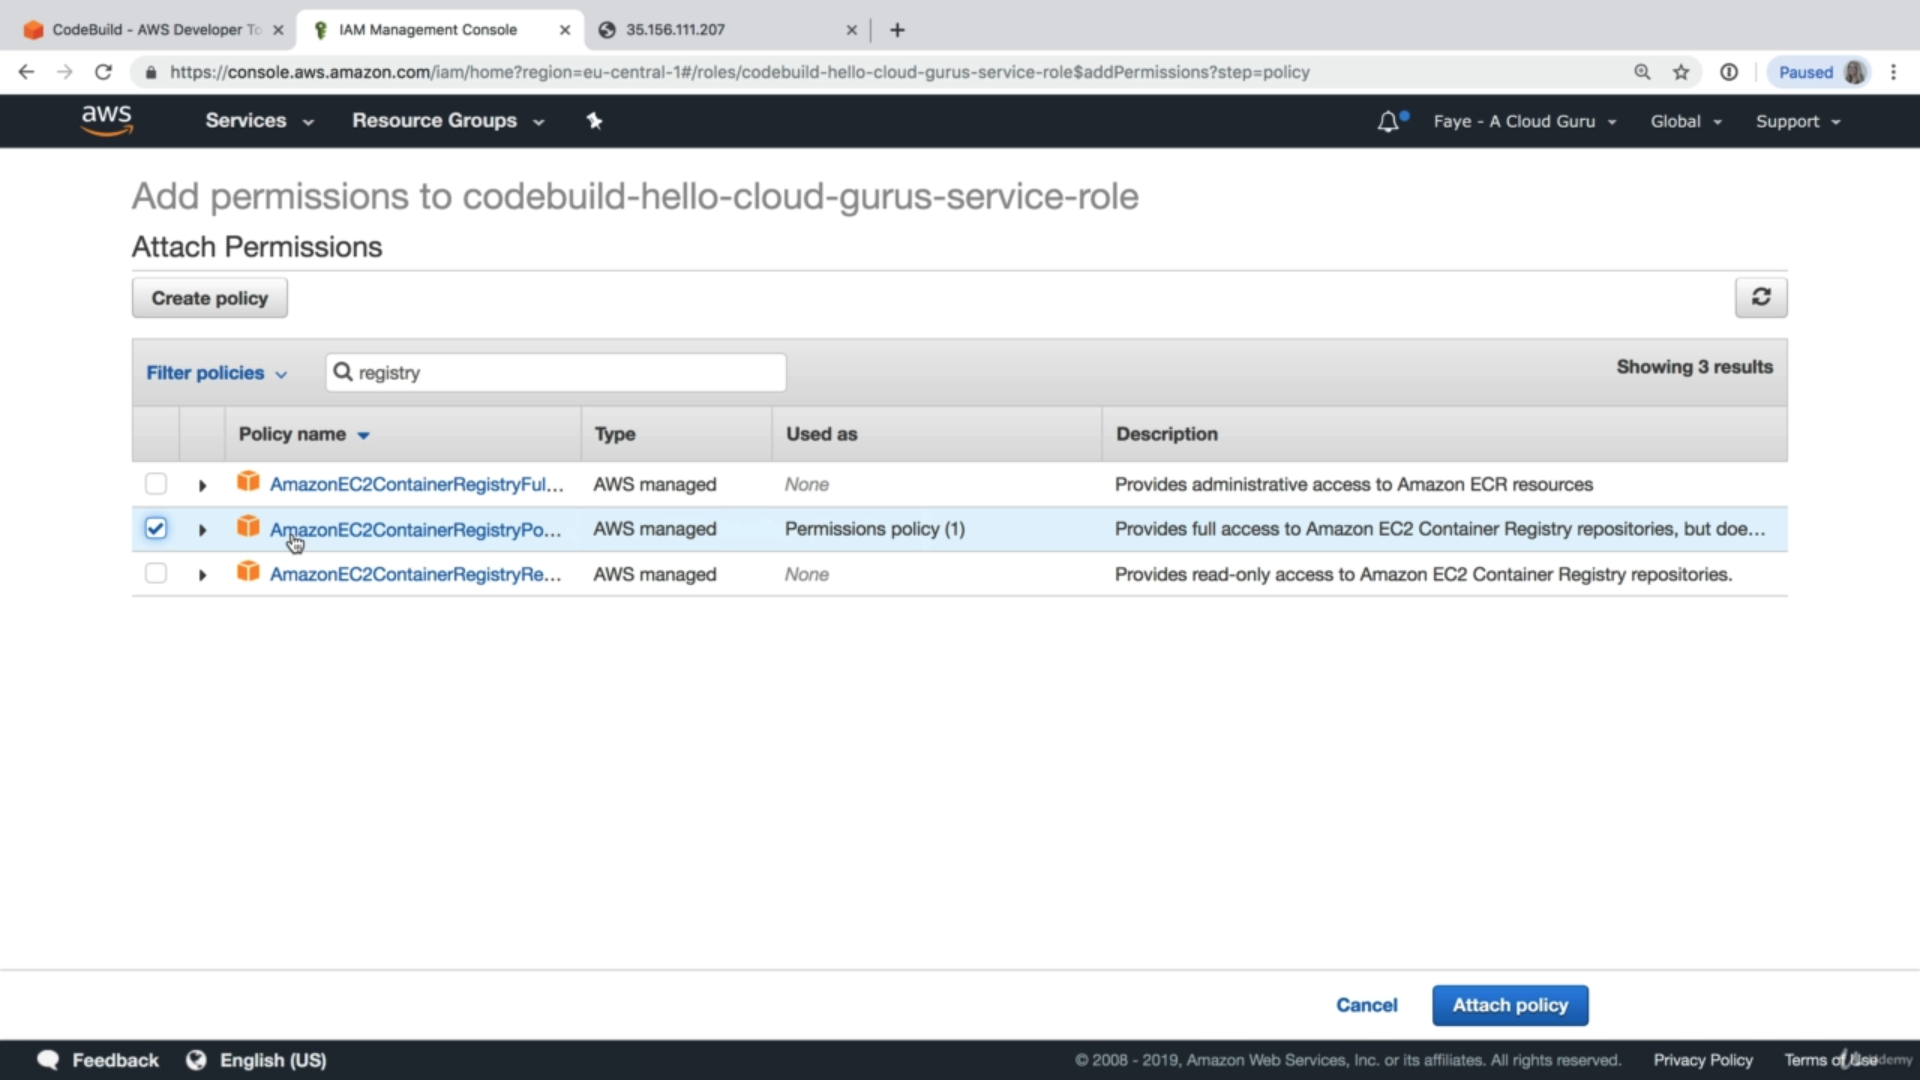 CodeBuild - AWS Developer To
IAM Management Console
35.156.111.207
https://console.aws.amazon.com/iam/home?region=eu-central-1#/roles/codebuild-hello-cloud-gurus-service-role$addPermissions?step=policy
Paused
aws
Services
Resource Groups
Faye - A Cloud Guru
Global
Support
Add permissions to codebuild-hello-cloud-gurus-service-role
Attach Permissions
Create policy
Filter policies
registry
Showing 3 results
Policy name Type Used as Description
AmazonEC2ContainerRegistryFul... AWS managed None Provides administrative access to Amazon ECR resources
AmazonEC2ContainerRegistryPo... AWS managed Permissions policy (1) Provides full access to Amazon EC2 Container Registry repositories, but doe...
AmazonEC2ContainerRegistryRe... AWS managed None Provides read-only access to Amazon EC2 Container Registry repositories.
Cancel
Attach policy
Feedback
English (US)
© 2008 - 2019, Amazon Web Services, Inc. or its affiliates. All rights reserved.
Privacy Policy
Terms of Use